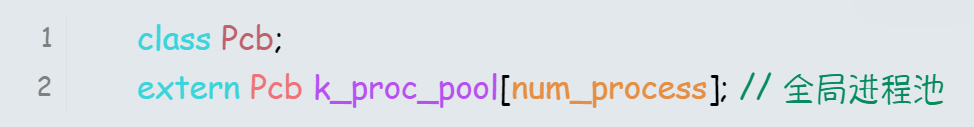 1 class Pcb;
2 extern Pcb k_proc_pool[num_process]; // 全局进程池